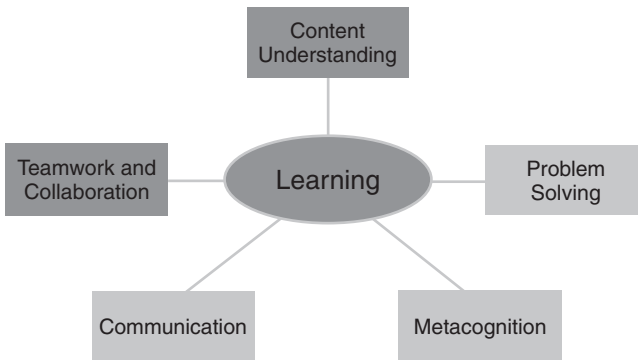 Content
Understanding
Teamwork and
Collaboration
Learning
Problem
Solving
Communication
Metacognition